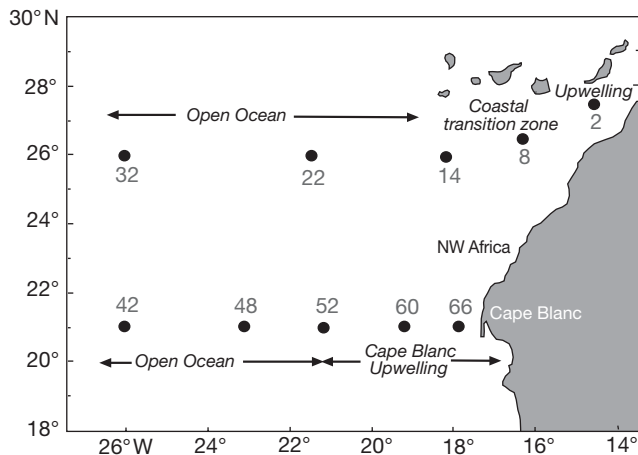 30°N
28°
26°
24°
22°
20°
18°
Upwelling
2
Open Ocean
Coastal
transition zone
8
32
22
14
NW Africa
42
48
52
60
66
Cape Blanc
Open Ocean
Cape Blanc
Upwelling
26°W
24°
22°
20°
18°
16°
14°